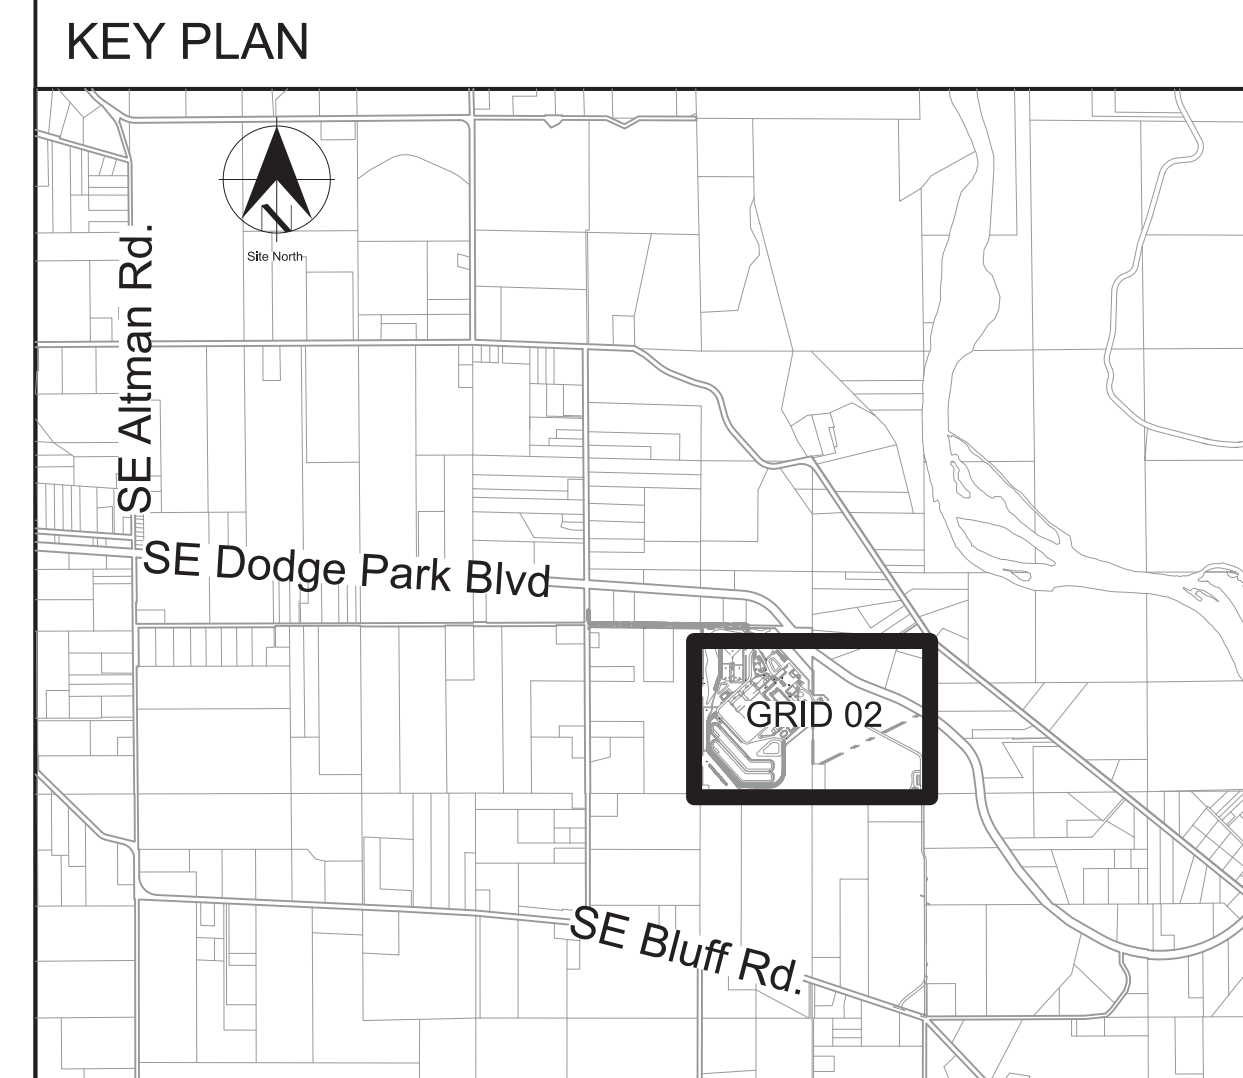 KEY PLAN
Site North
SE Altman Rd.
SE Dodge Park Blvd
GRID 02
SE Bluff Rd.